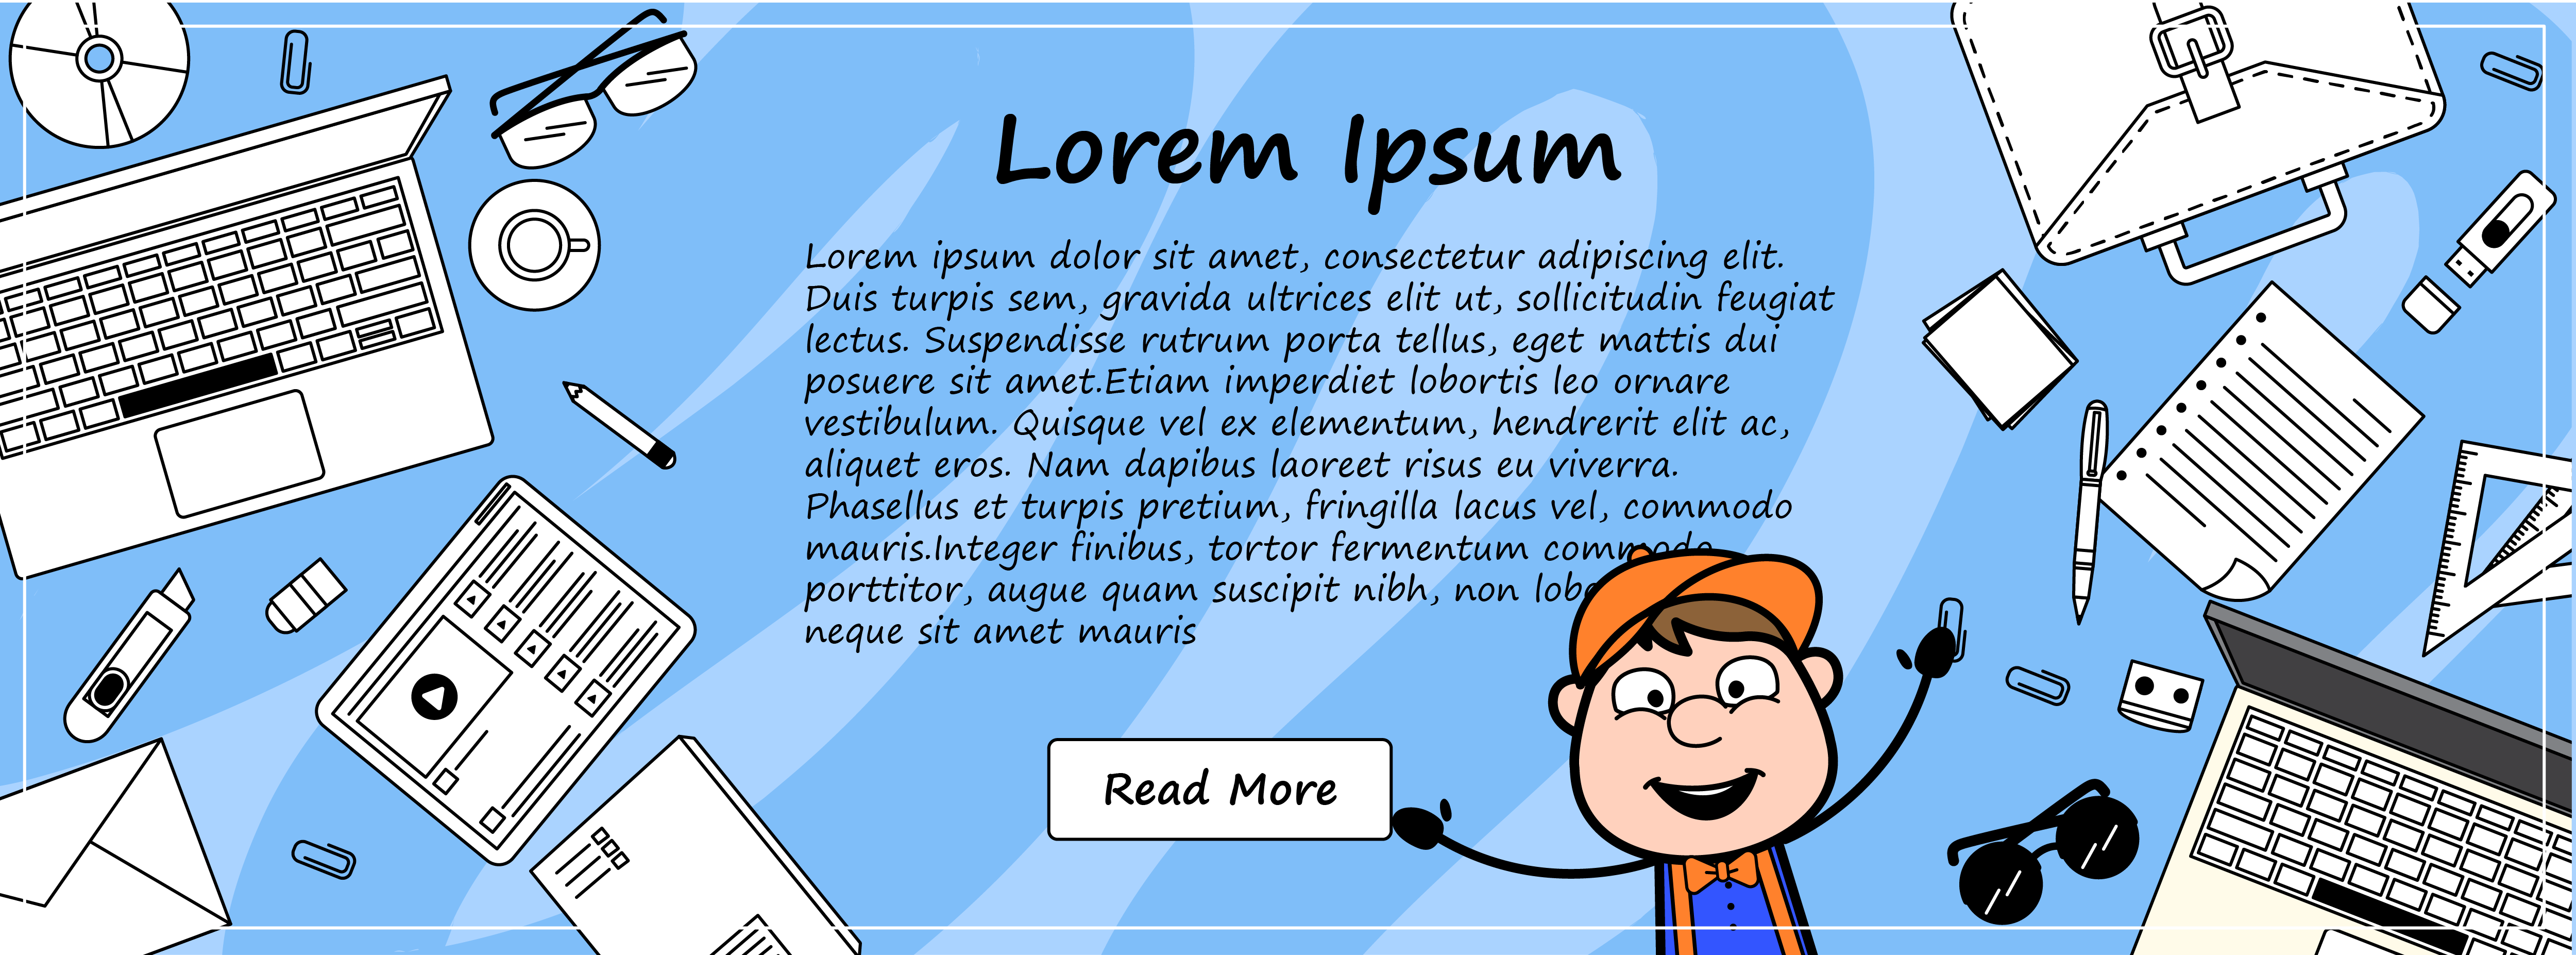 Lorem Ipsum
Lorem ipsum dolor sit amet, consectetur adipiscing elit.
Duis turpis sem, gravida ultrices elit ut, sollicitudin feugiat
lectus. Suspendisse rutrum porta tellus, eget mattis dui
posuere sit amet.Etiam imperdiet lobortis leo ornare
vestibulum. Quisque vel ex elementum, hendrerit elit ac,
aliquet eros. Nam dapibus laoreet risus eu viverra.
Phasellus et turpis pretium, fringilla lacus vel, commodo
mauris.Integer finibus, tortor fermentum commodo
porttitor, augue quam suscipit nibh, non
neque sit amet mauris
Read More